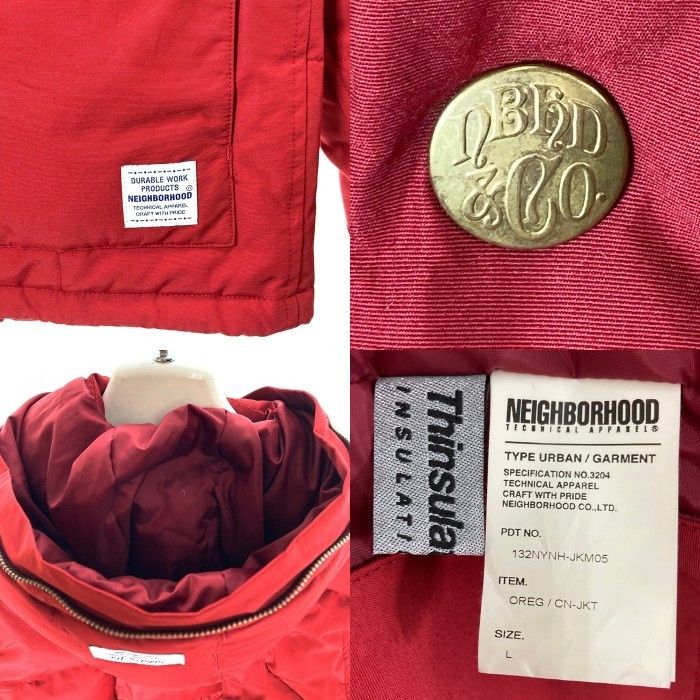 DURABLE WORK
PRODUCTS
NEIGHBORHOOD®
TECHNICAL APPAREL
CRAFT WITH PRIDE
NBHD
& Co.
Thinsula
INSULATI
NEIGHBORHOOD
TECHNICAL APPAREL®
TYPE URBAN / GARMENT
SPECIFICATION NO.3204
TECHNICAL APPAREL
CRAFT WITH PRIDE
NEIGHBORHOOD CO.,LTD.
PDT NO.
132NYNH-JKM05
ITEM.
OREG / CN-JKT
SIZE.
L